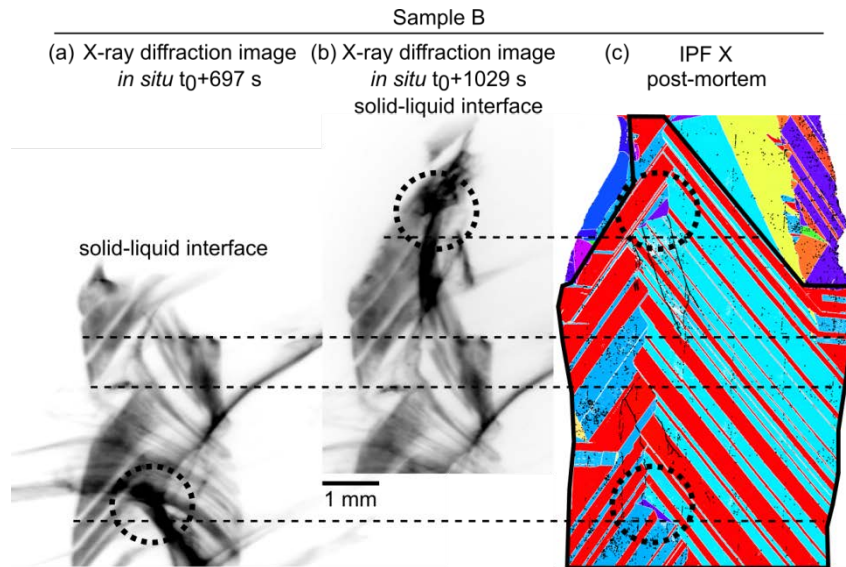 Sample B
(a) X-ray diffraction image
in situ t0+697 s
(b) X-ray diffraction image
in situ t0+1029 s
solid-liquid interface
(c) IPF X
post-mortem
solid-liquid interface
1 mm